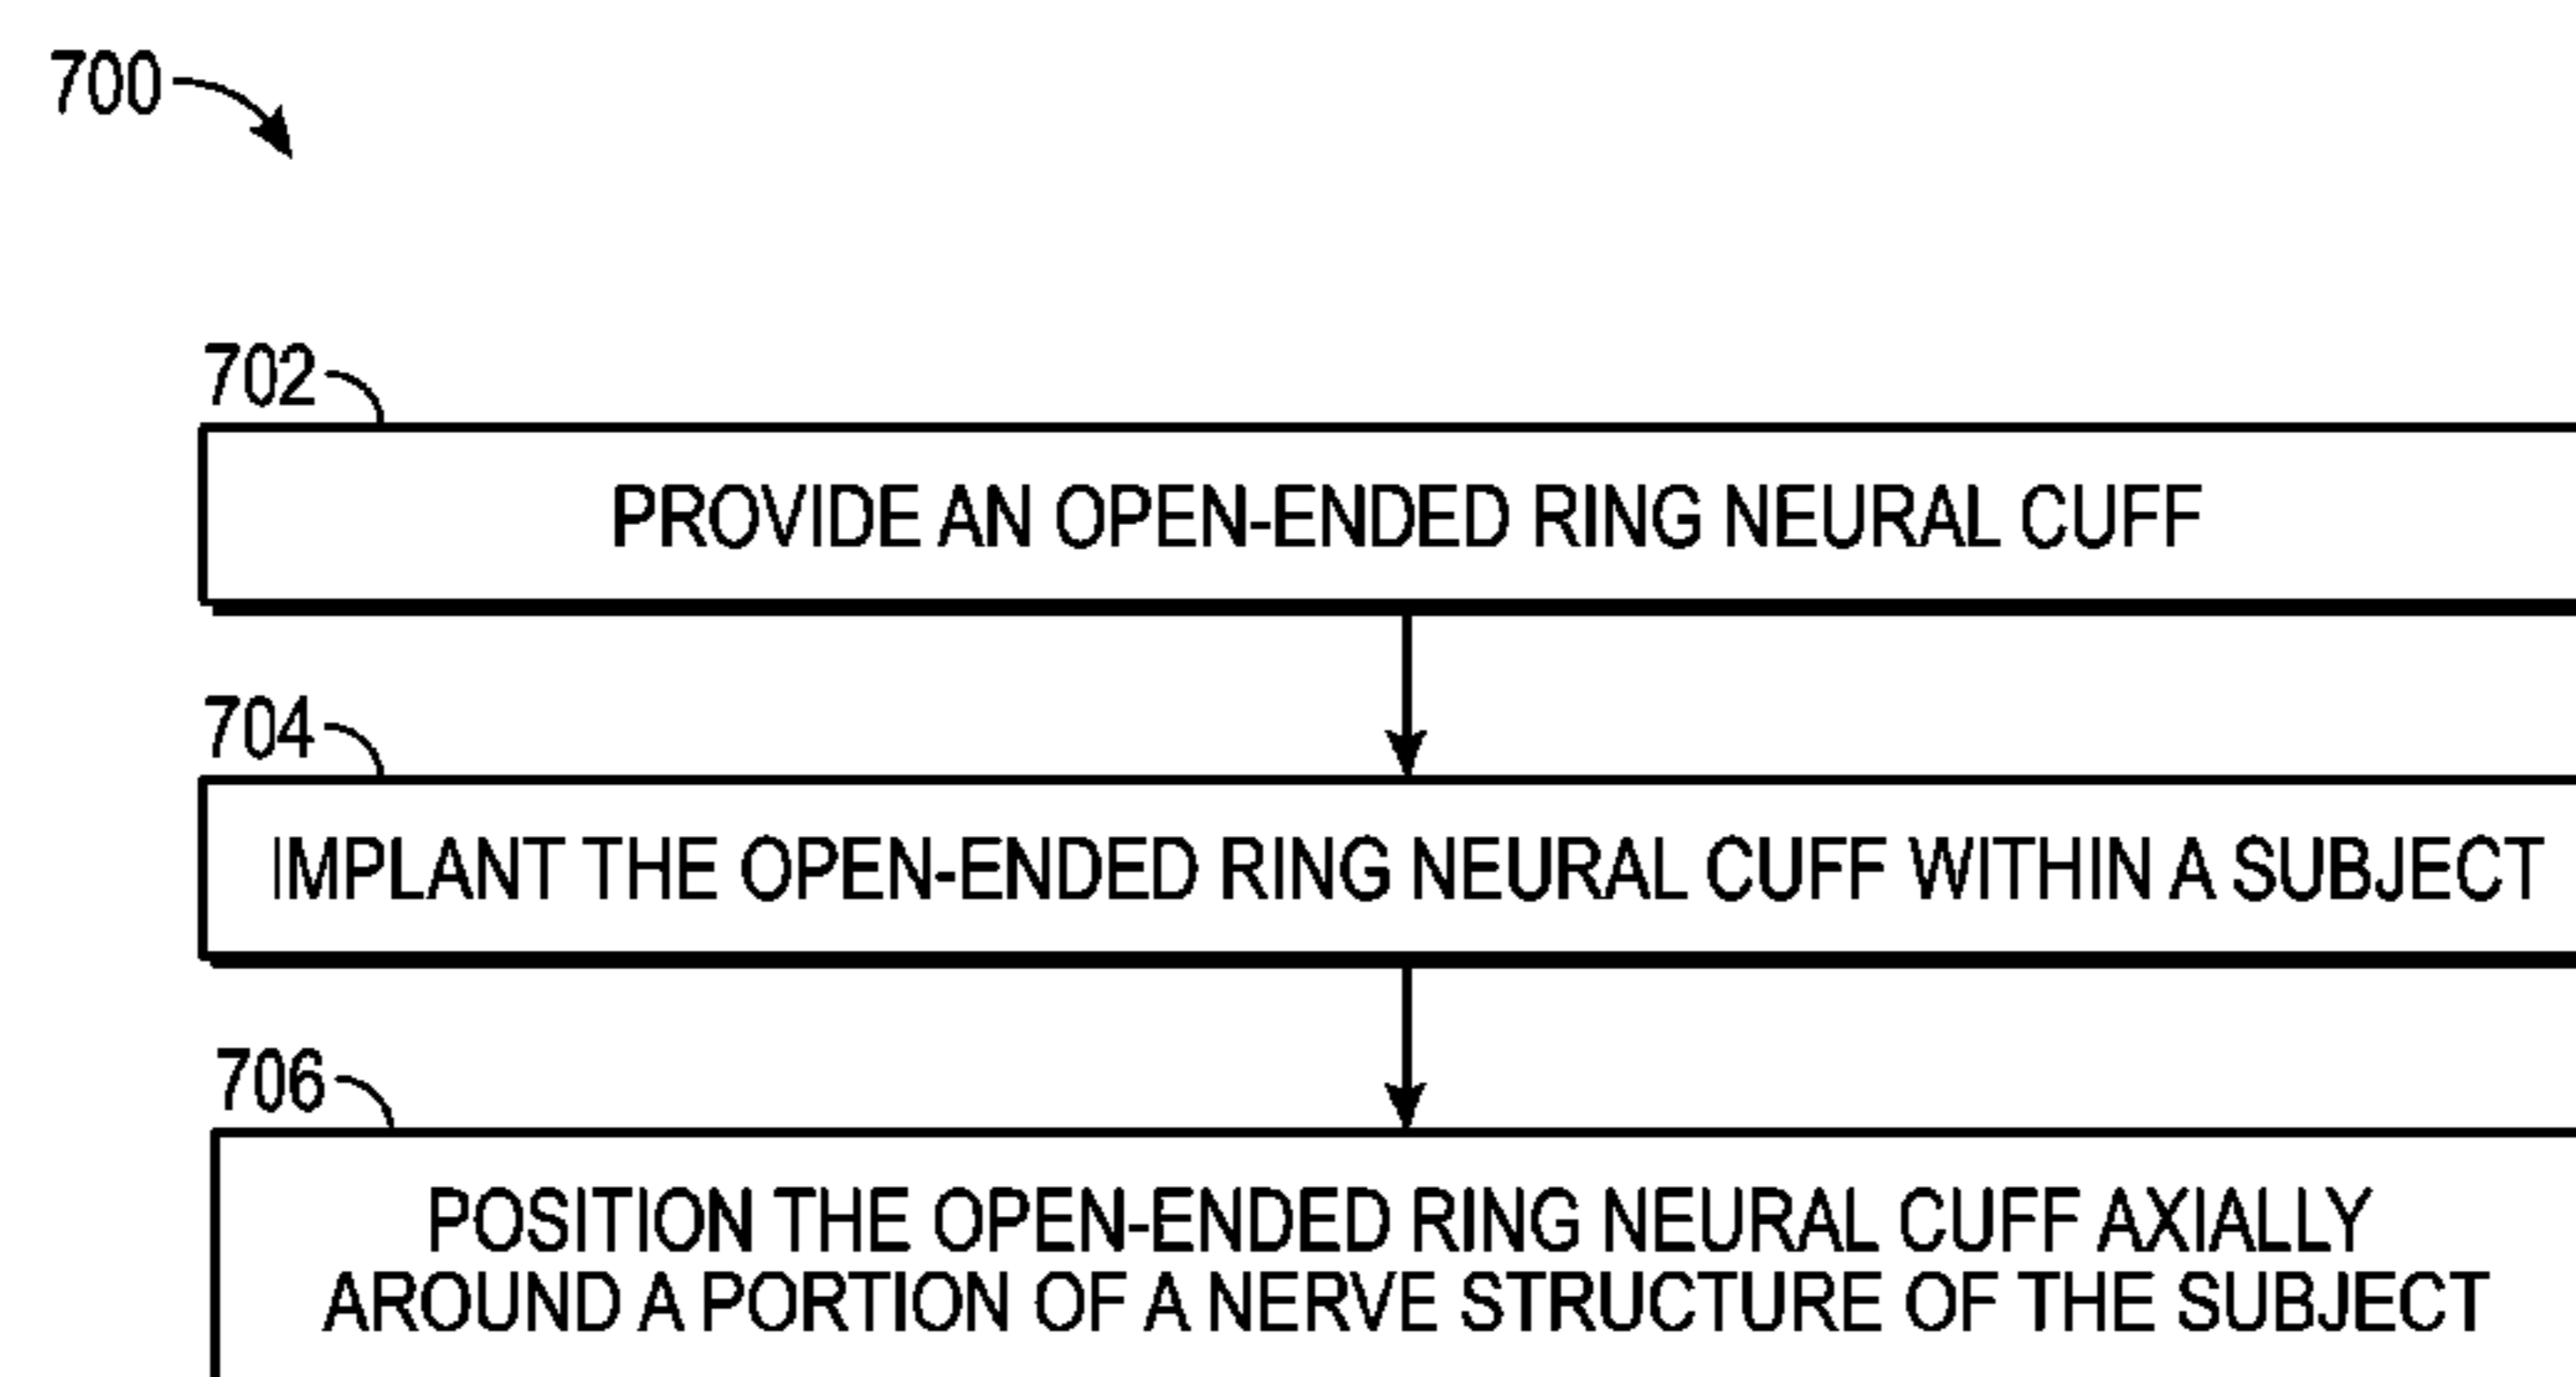 700
702
PROVIDE AN OPEN-ENDED RING NEURAL CUFF
704
IMPLANT THE OPEN-ENDED RING NEURAL CUFF WITHIN A SUBJECT
706
POSITION THE OPEN-ENDED RING NEURAL CUFF AXIALLY
AROUND A PORTION OF A NERVE STRUCTURE OF THE SUBJECT